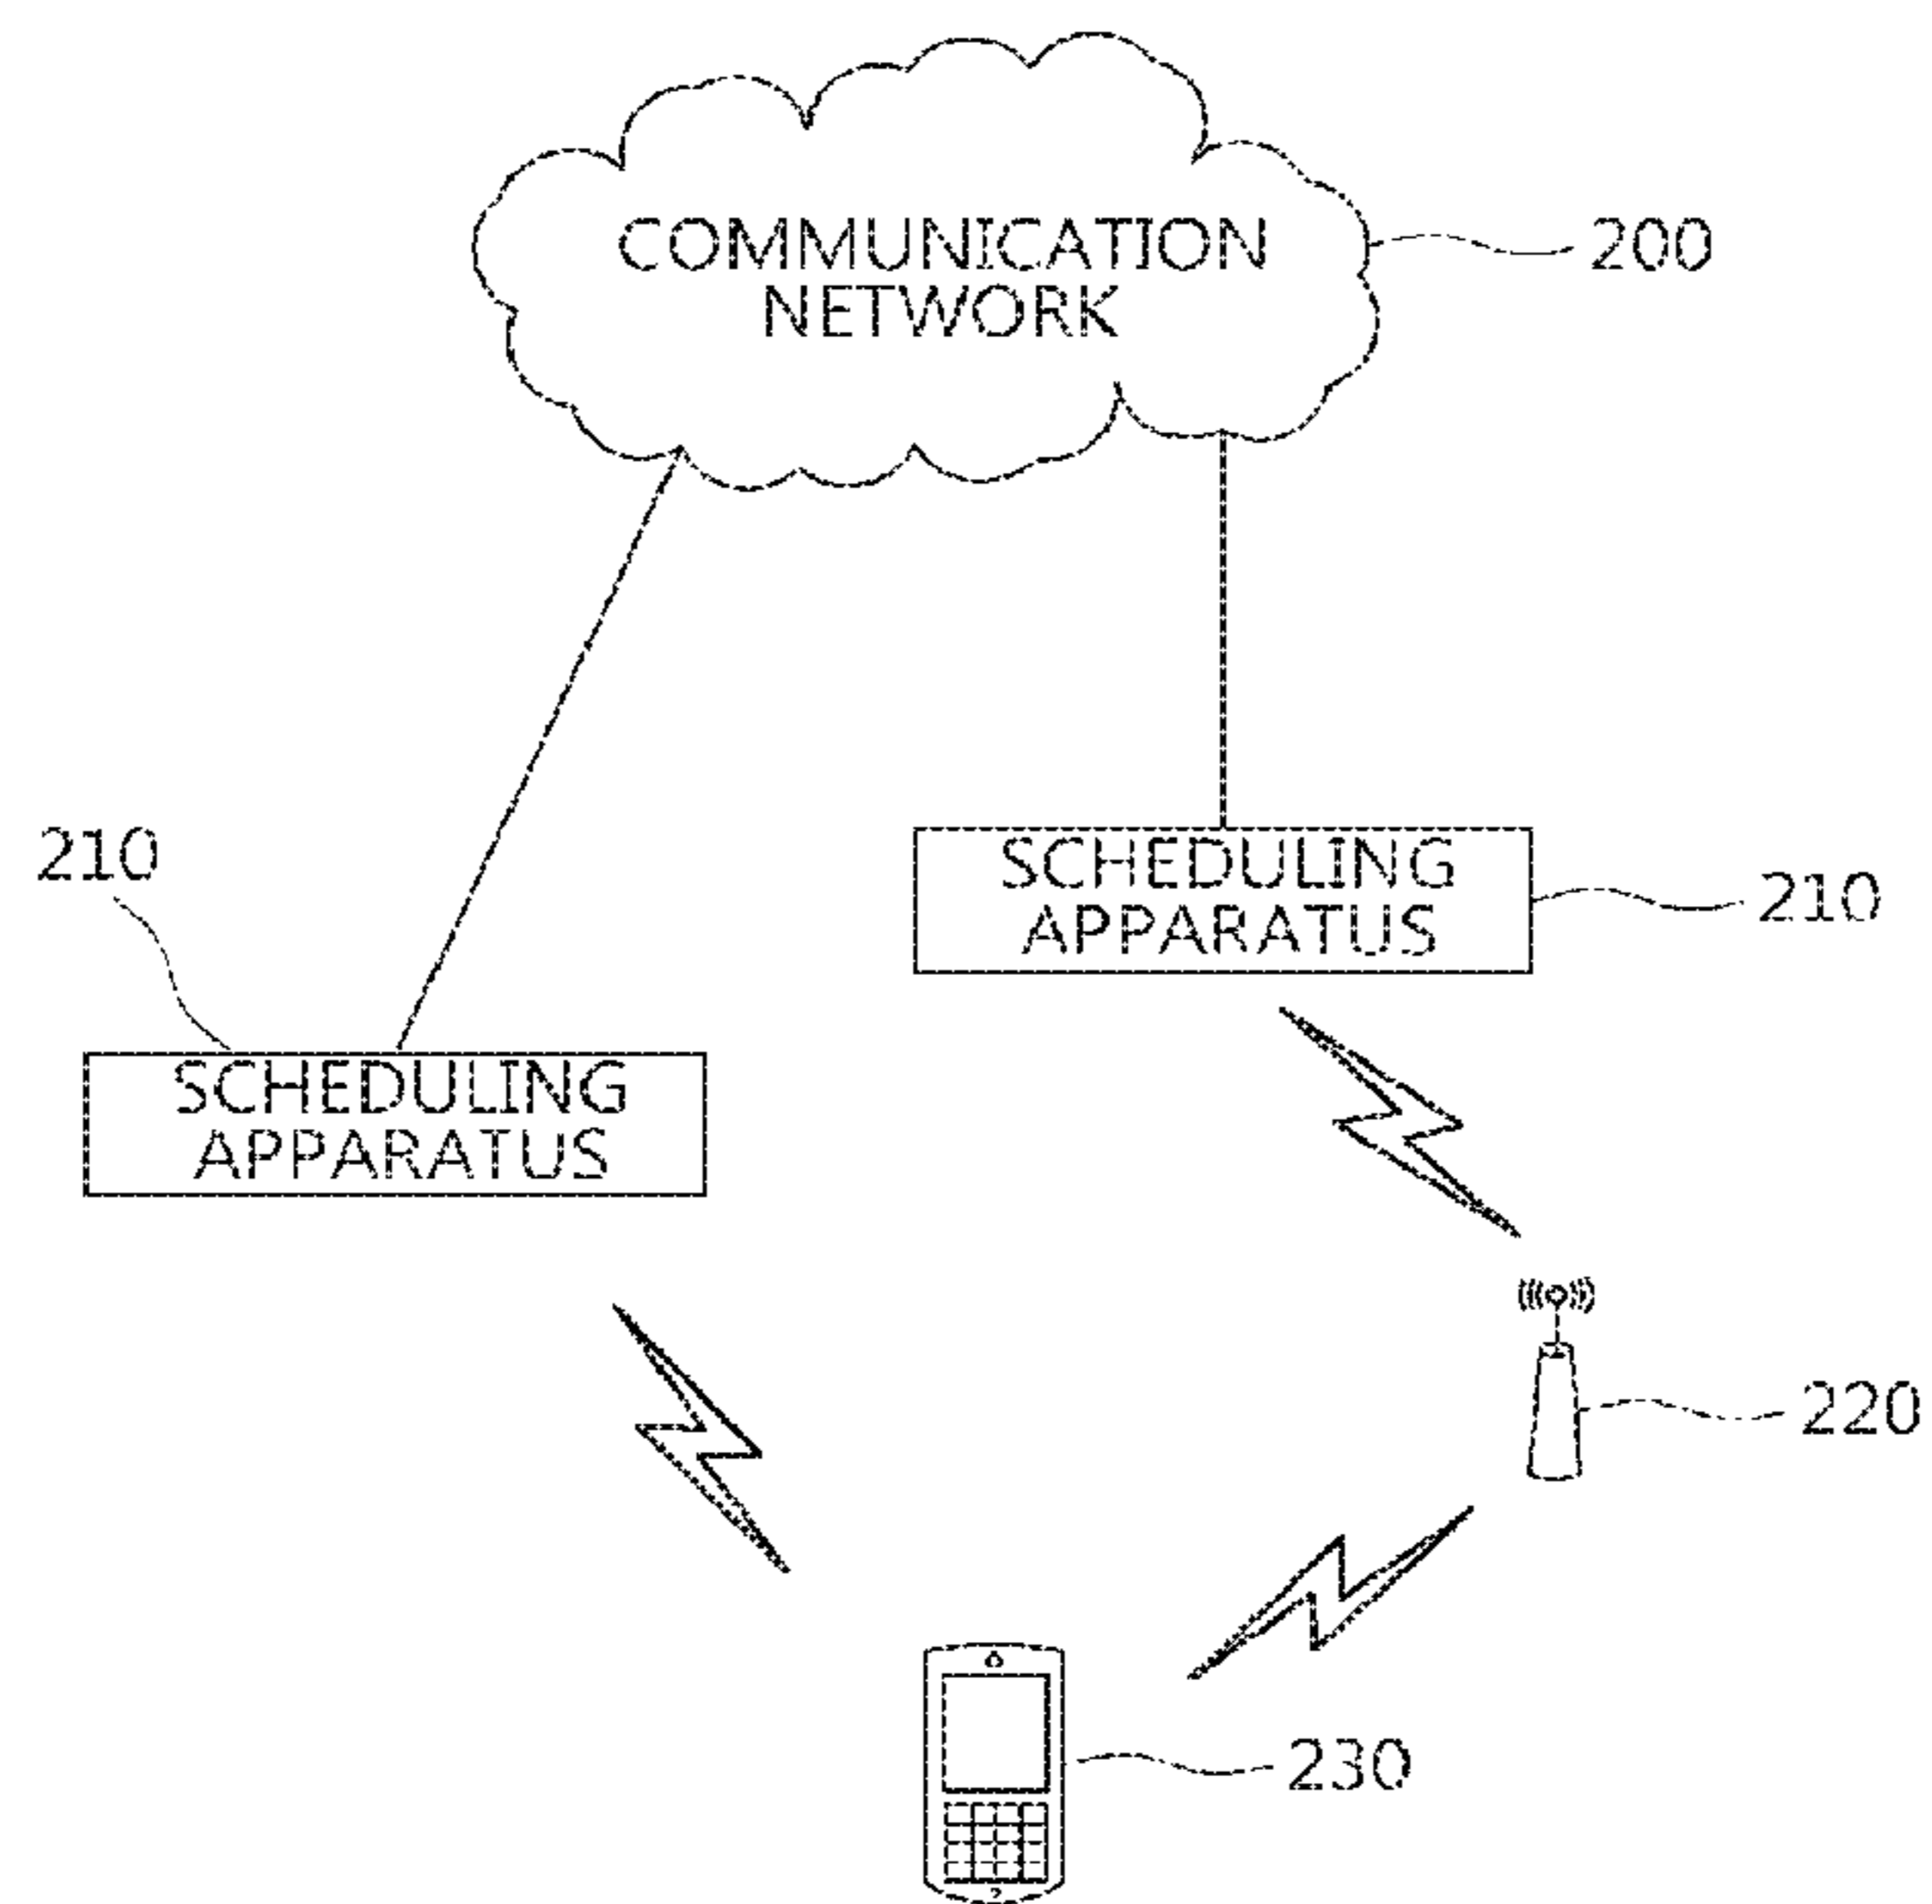 COMMUNICATION
NETWORK
200
210
SCHEDULING
APPARATUS
210
SCHEDULING
APPARATUS
220
230